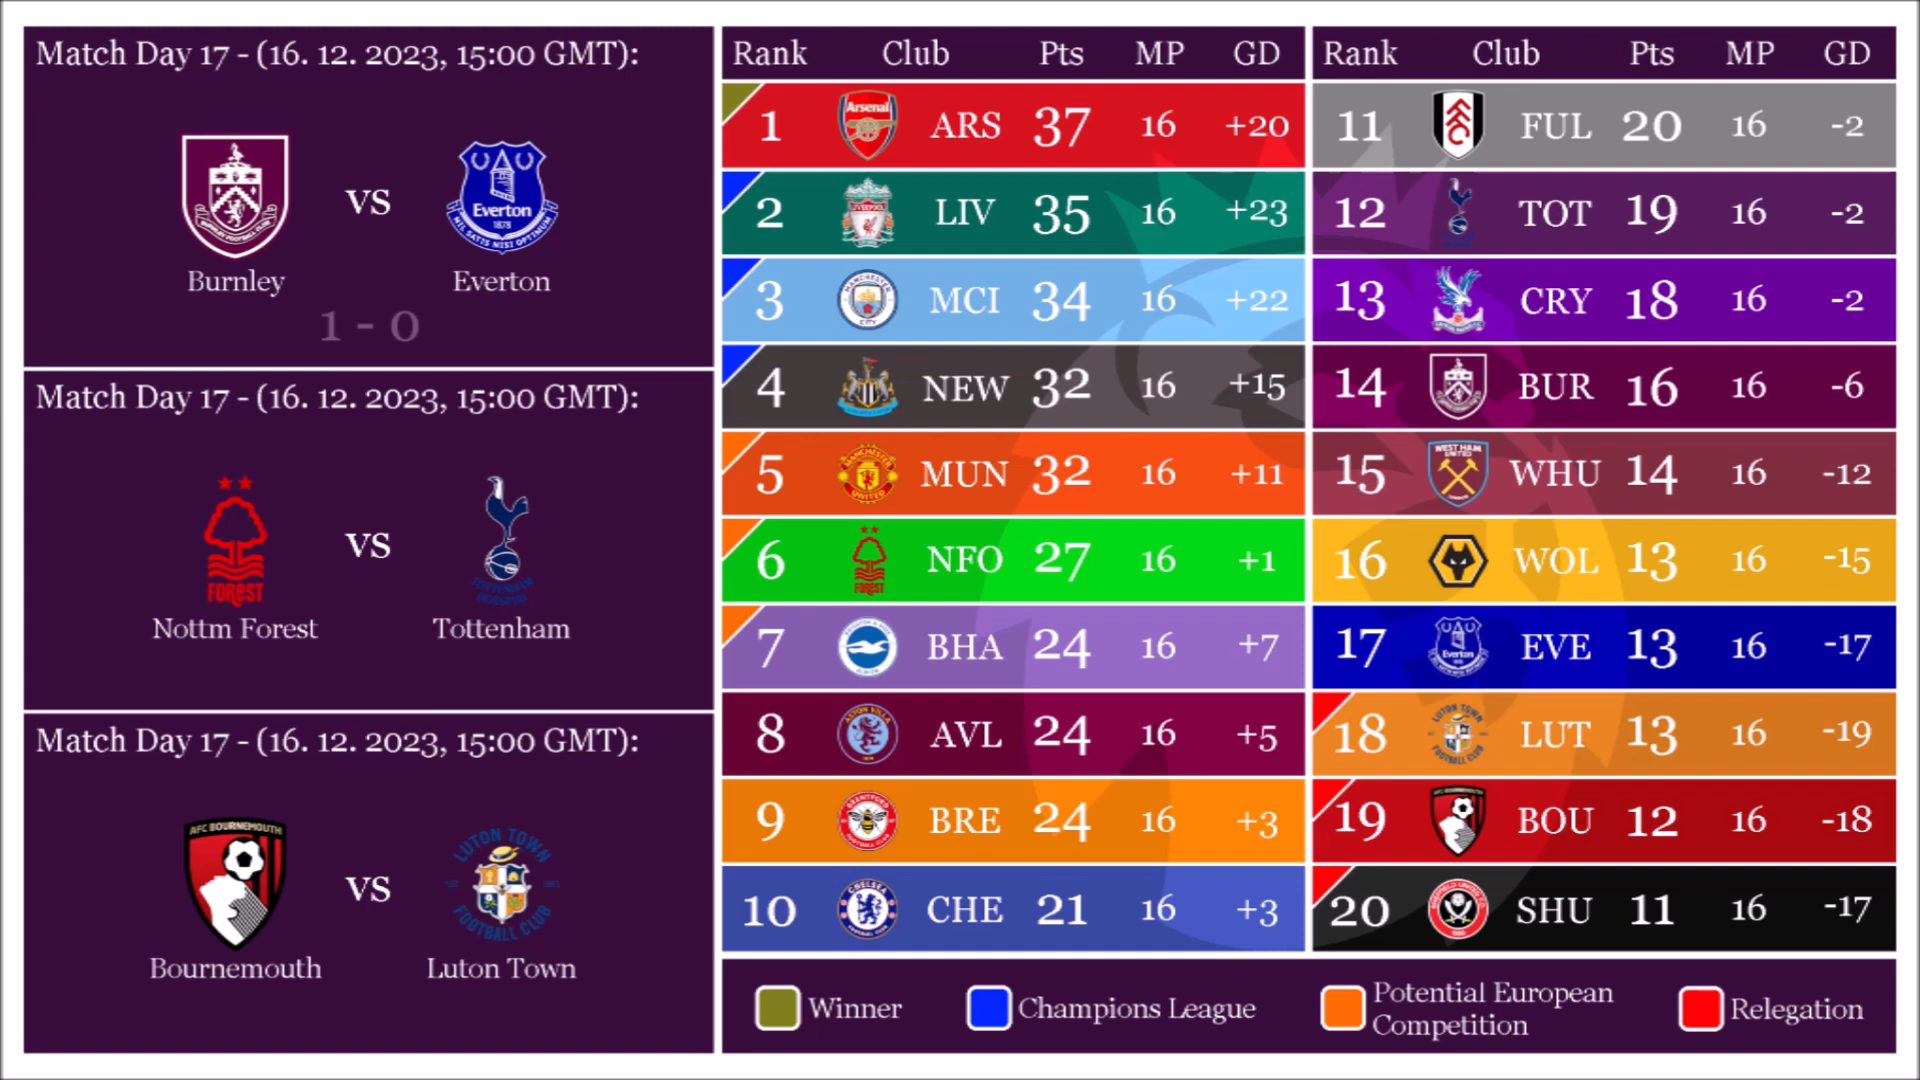 Match Day 17 - (16. 12. 2023, 15:00 GMT):
Burnley vs Everton
1 - 0
Match Day 17 - (16. 12. 2023, 15:00 GMT):
Nottm Forest vs Tottenham
Match Day 17 - (16. 12. 2023, 15:00 GMT):
Bournemouth vs Luton Town
Rank Club Pts MP GD
1 ARS 37 16 +20
2 LIV 35 16 +23
3 MCI 34 16 +22
4 NEW 32 16 +15
5 MUN 32 16 +11
6 NFO 27 16 +1
7 BHA 24 16 +7
8 AVL 24 16 +5
9 BRE 24 16 +3
10 CHE 21 16 +3
Rank Club Pts MP GD
11 FUL 20 16 -2
12 TOT 19 16 -2
13 CRY 18 16 -2
14 BUR 16 16 -6
15 WHU 14 16 -12
16 WOL 13 16 -15
17 EVE 13 16 -17
18 LUT 13 16 -19
19 BOU 12 16 -18
20 SHU 11 16 -17
Winner
Champions League
Potential European
Competition
Relegation